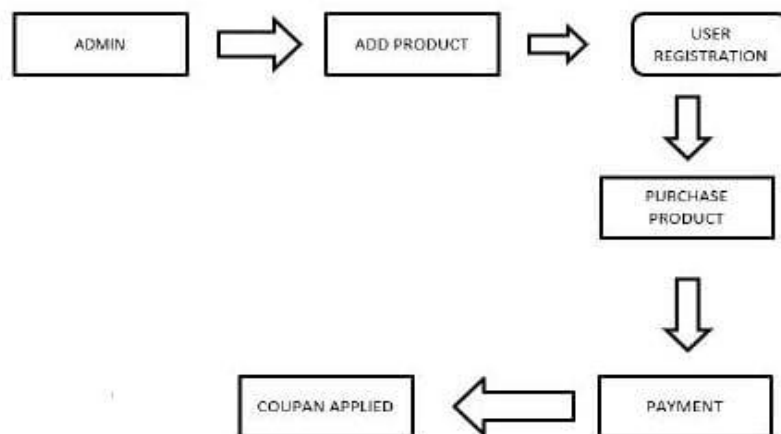 ADMIN
ADD PRODUCT
USER
REGISTRATION
PURCHASE
PRODUCT
COUPAN APPLIED
PAYMENT